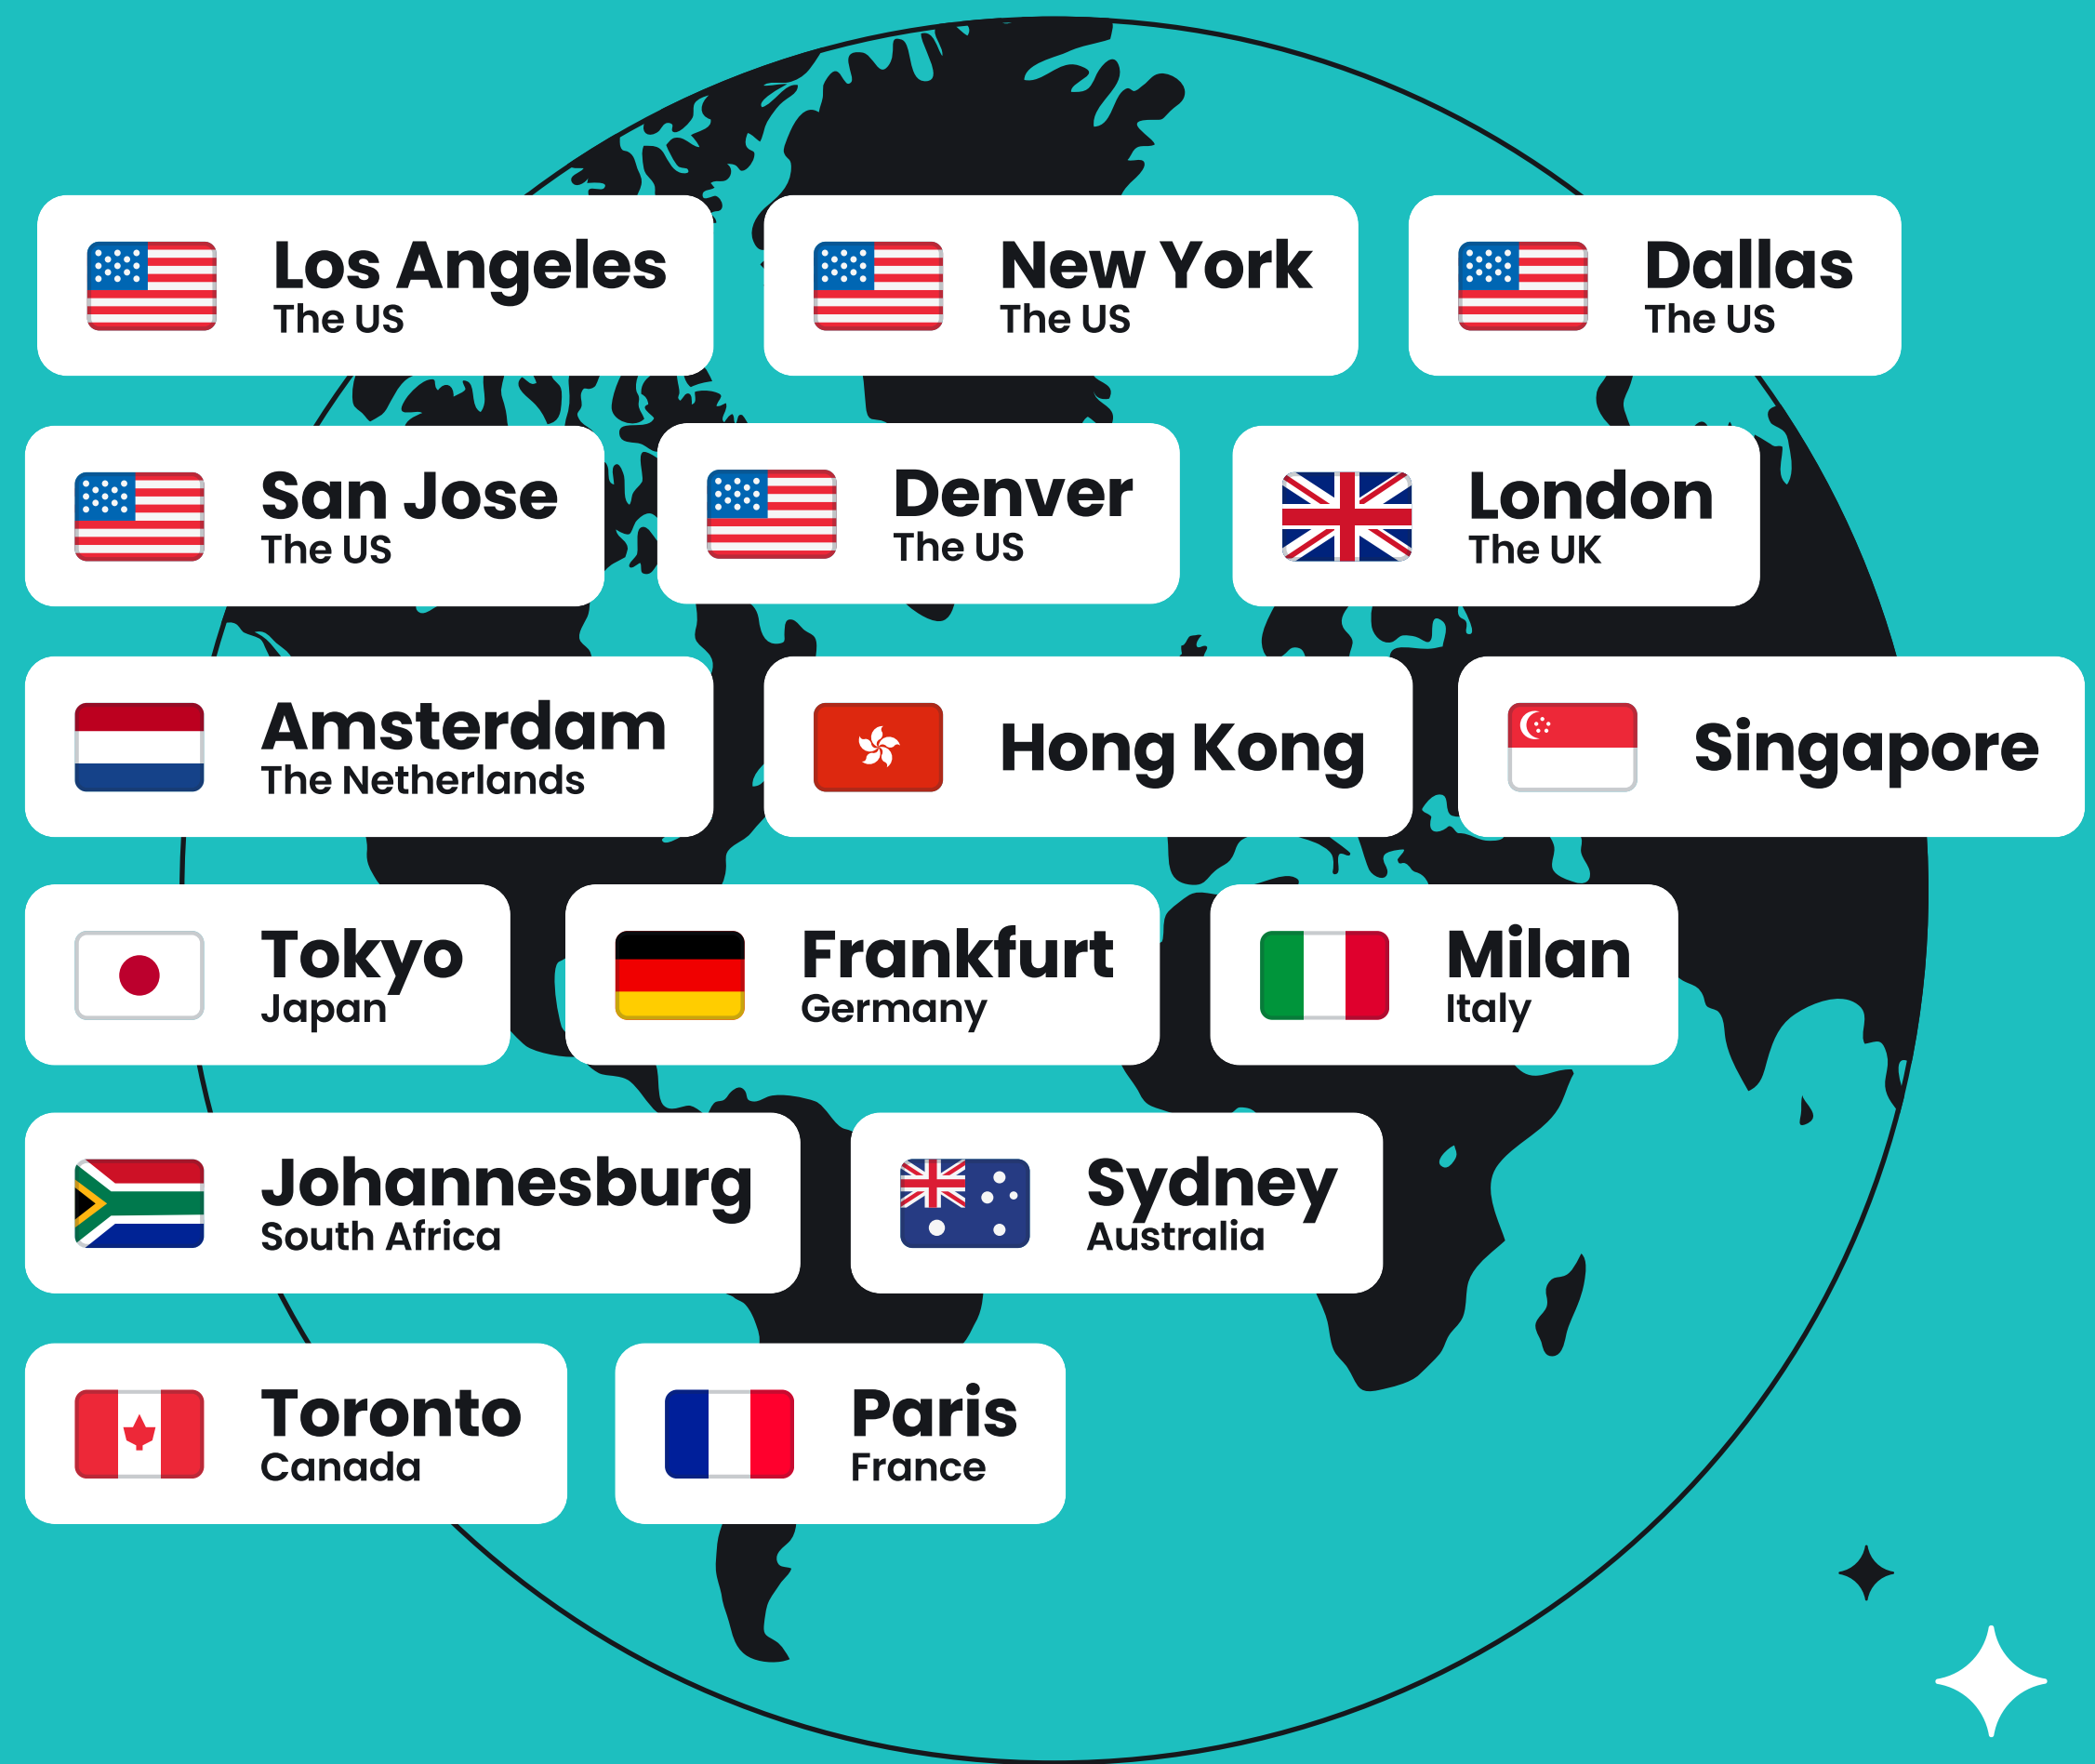 Los Angeles
The US
New York
The US
Dallas
The US
San Jose
The US
Denver
The US
London
The UK
Amsterdam
The Netherlands
Hong Kong
Singapore
Tokyo
Japan
Frankfurt
Germany
Milan
Italy
Johannesburg
South Africa
Sydney
Australia
Toronto
Canada
Paris
France